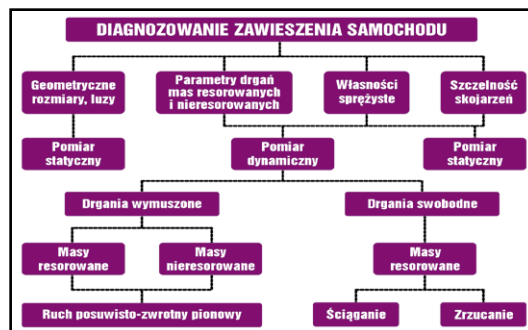 DIAGNOZOWANIE ZAWIESZENIA SAMOCHODU
Geometryczne
rozmiary, luzy
Parametry drgań
mas resorowanych
i nieresorowanych
Własności
sprężyste
Szczelność
skojarzeń
Pomiar
statyczny
Pomiar
dynamiczny
Pomiar
statyczny
Drgania wymuszone
Drgania swobodne
Masy
resorowane
Masy
nieresorowane
Masy
resorowane
Ruch posuwisto-zwrotny pionowy
Ściąganie
Zrzucanie